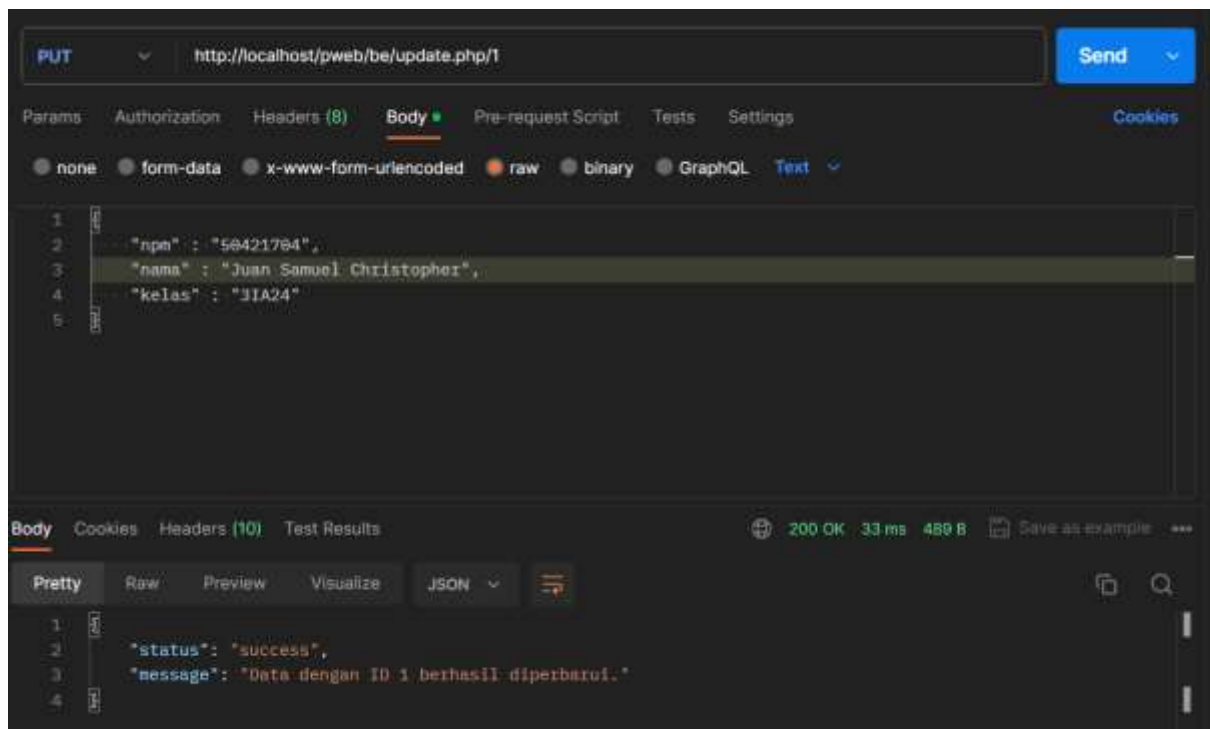 PUT http://localhost/pweb/be/update.php/1 Send
Params Authorization Headers (8) Body Pre-request Script Tests Settings Cookies
none form-data x-www-form-urlencoded raw binary GraphQL Text
1 {
2 "npm" : "50421704",
3 "nama" : "Juan Samuel Christopher",
4 "kelas" : "3IA24"
5 }
Body Cookies Headers (10) Test Results 200 OK 33 ms 489 B Save as example
Pretty Raw Preview Visualize JSON
1 {
2 "status": "success",
3 "message": "Data dengan ID 1 berhasil diperbarui."
4 }